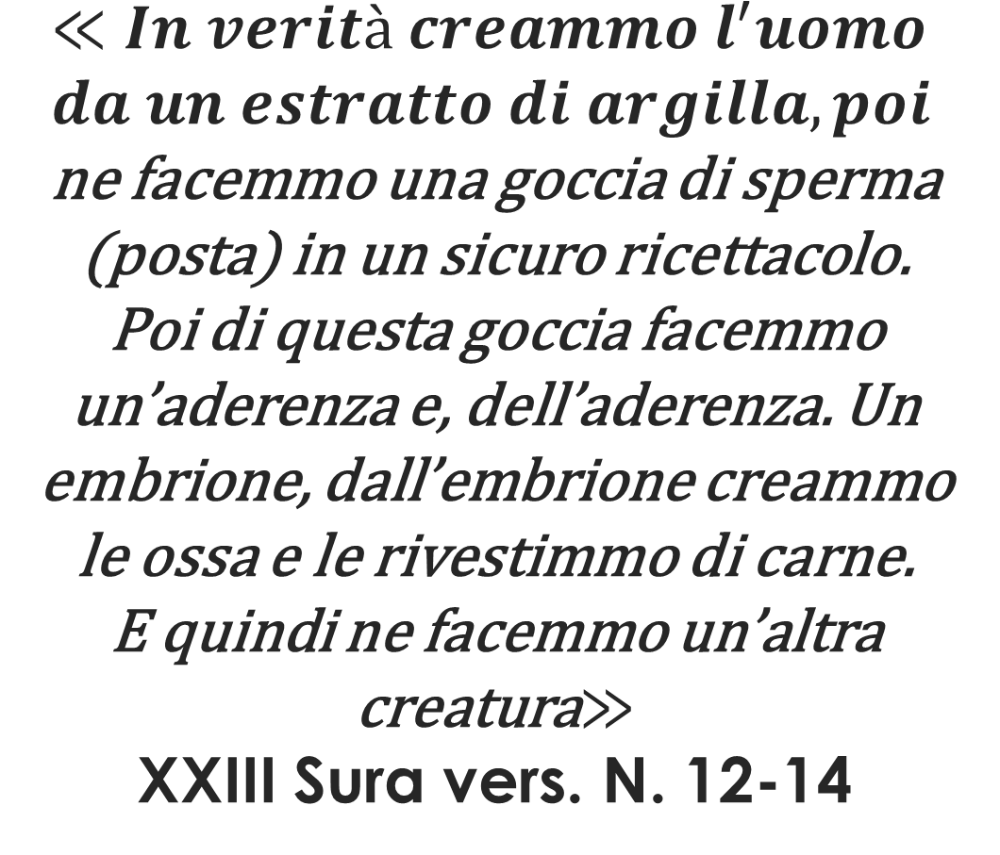 ≪ In verità creammo l′uomo
da un estratto di argilla, poi
ne facemmo una goccia di sperma
(posta) in un sicuro ricettacolo.
Poi di questa goccia facemmo
un’aderenza e, dell’aderenza. Un
embrione, dall’embrione creammo
le ossa e le rivestimmo di carne.
E quindi ne facemmo un’altra
creatura≫
XXIII Sura vers. N. 12-14